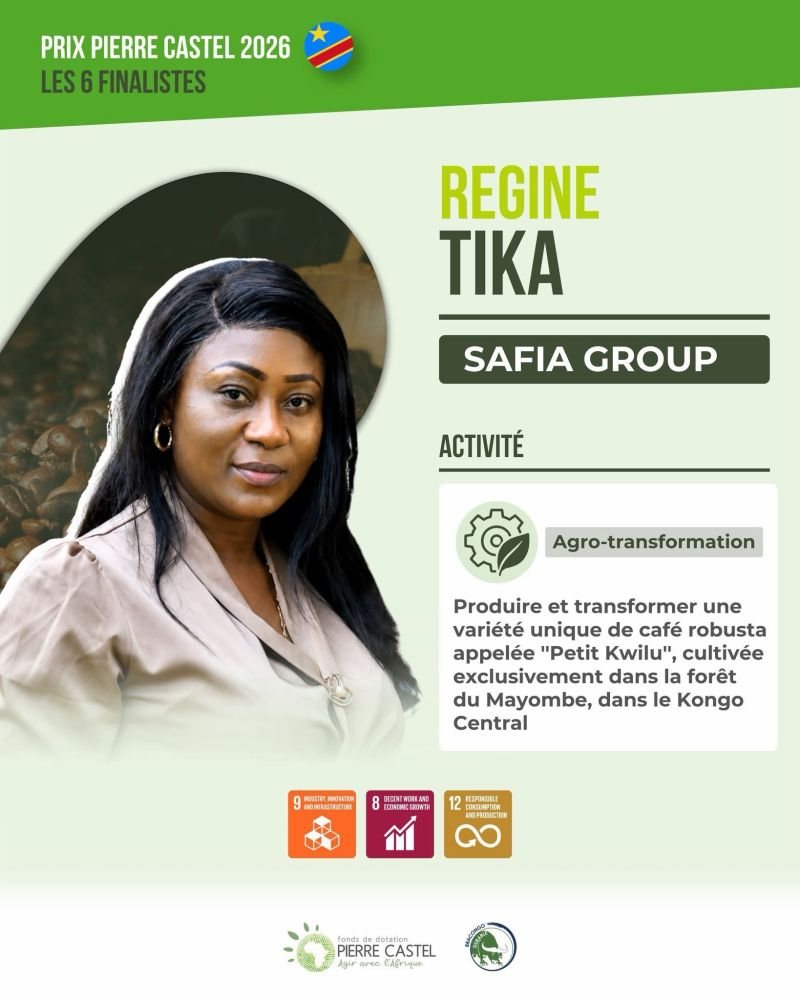 PRIX PIERRE CASTEL 2026
LES 6 FINALISTES
REGINE
TIKA
SAFIA GROUP
ACTIVITÉ
Agro-transformation
Produire et transformer une
variété unique de café robusta
appelée "Petit Kwilu", cultivée
exclusivement dans la forêt
du Mayombe, dans le Kongo
Central
9 INDUSTRY, INNOVATION
AND INFRASTRUCTURE
8 DECENT WORK AND
ECONOMIC GROWTH
12 RESPONSIBLE
CONSUMPTION
AND PRODUCTION
fonds de dotation
PIERRE CASTEL
Agir avec l'Afrique
BRACONGO